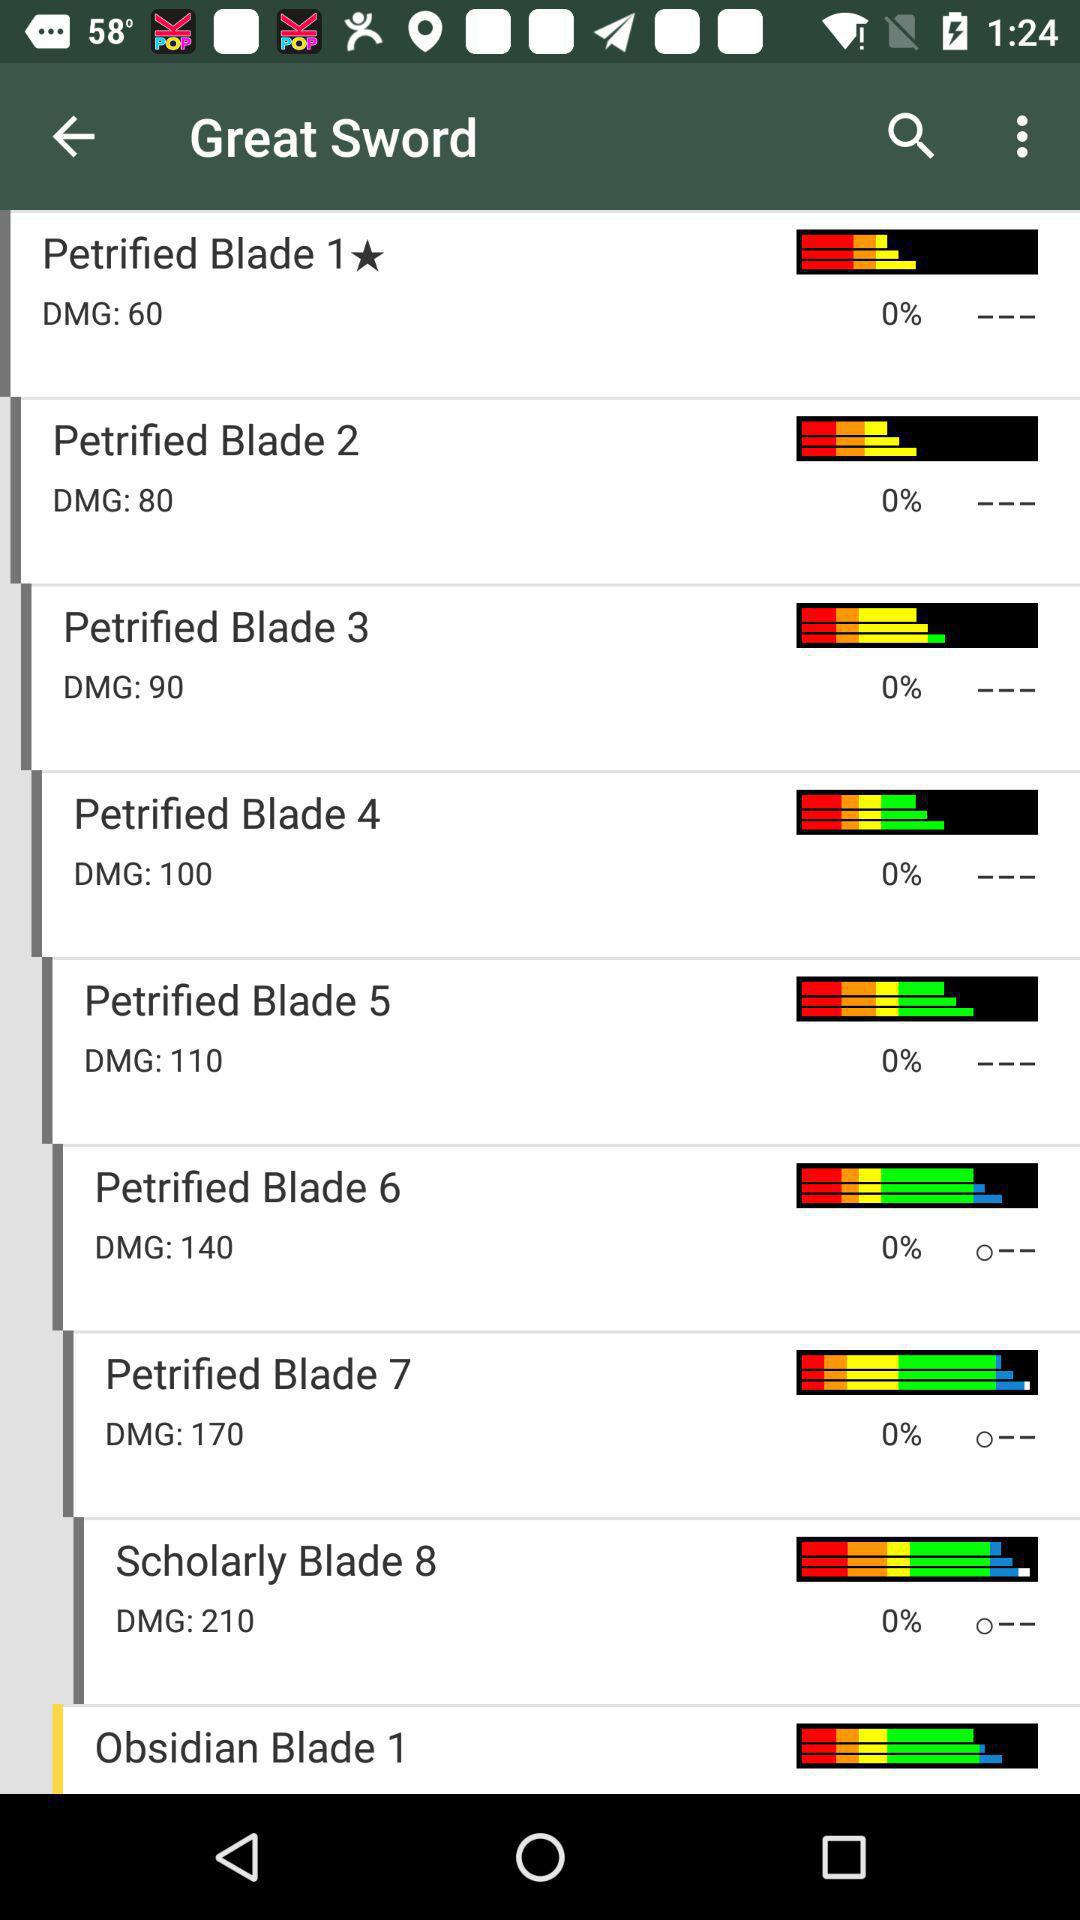 58° K POP K POP 1:24
Great Sword
Petrified Blade 1★
DMG: 60 0% ---
Petrified Blade 2
DMG: 80 0% ---
Petrified Blade 3
DMG: 90 0% ---
Petrified Blade 4
DMG: 100 0% ---
Petrified Blade 5
DMG: 110 0% ---
Petrified Blade 6
DMG: 140 0% ○--
Petrified Blade 7
DMG: 170 0% ○--
Scholarly Blade 8
DMG: 210 0% ○--
Obsidian Blade 1